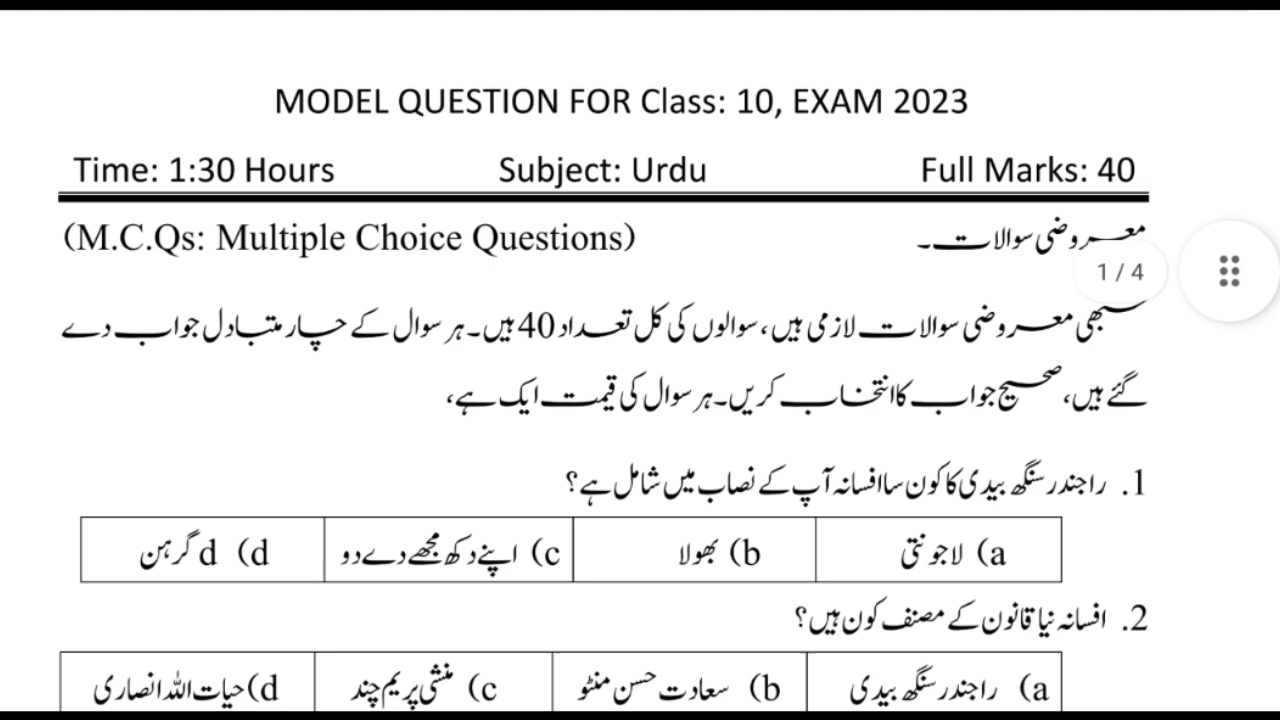 MODEL QUESTION FOR Class: 10, EXAM 2023
Time: 1:30 Hours Subject: Urdu Full Marks: 40
(M.C.Qs: Multiple Choice Questions) معروضی سوالات۔
1 / 4
سبھی معروضی سوالات لازمی ہیں، سوالوں کی کل تعداد 40 ہیں۔ ہر سوال کے چار متبادل جواب دے
گئے ہیں، صحیح جواب کا انتخاب کریں۔ ہر سوال کی قیمت ایک ہے،
1. راجندر سنگھ بیدی کا کون سا افسانہ آپ کے نصاب میں شامل ہے؟
a) لاجونتی b) بھولا c) اپنے دکھ مجھے دے دو d) d گرہن
2. افسانہ نیا قانون کے مصنف کون ہیں؟
a) راجندر سنگھ بیدی b) سعادت حسن منٹو c) منشی پریم چند d) حیات اللہ انصاری